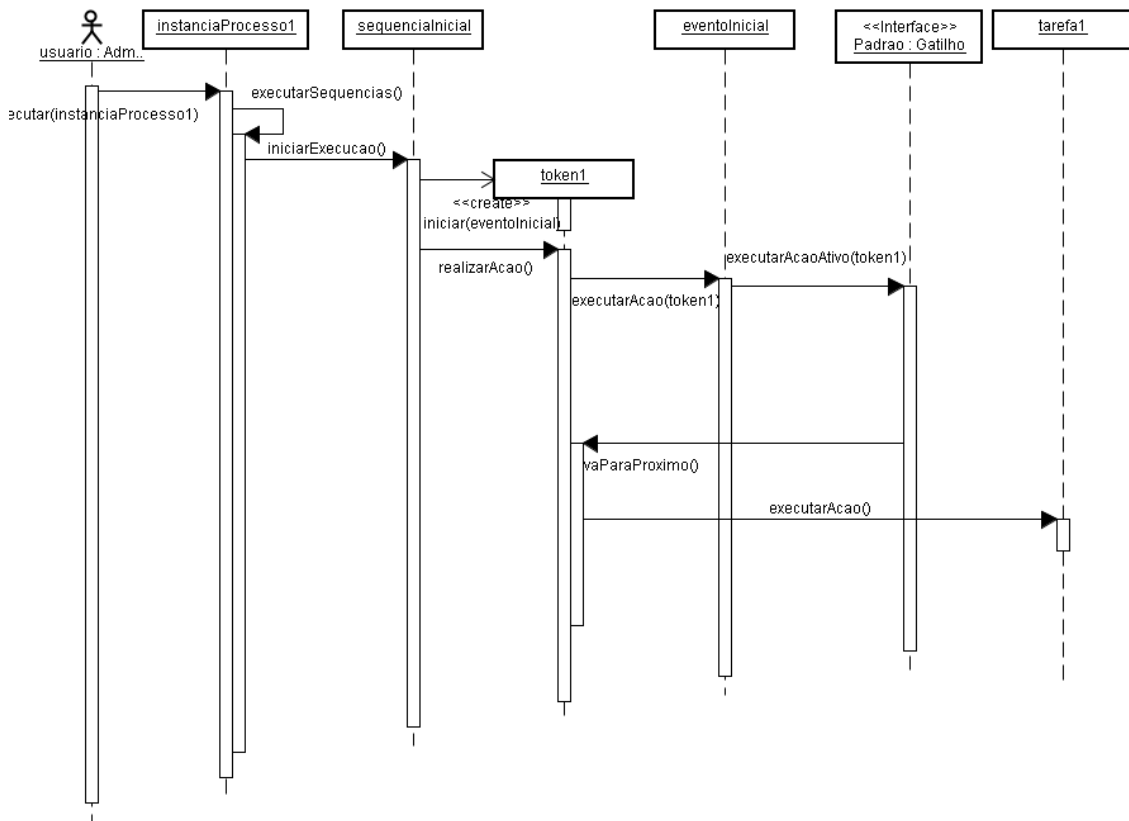 instanciaProcesso1
sequenciaInicial
eventoInicial
<<Interface>>
Padrao : Gatilho
tarefa1
usuario : Adm..
executarSequencias()
ecutar(instanciaProcesso1)
iniciarExecucao()
token1
<<create>>
iniciar(eventoInicial)
realizarAcao()
executarAcaoAtivo(token1)
executarAcao(token1)
vaParaProximo()
executarAcao()